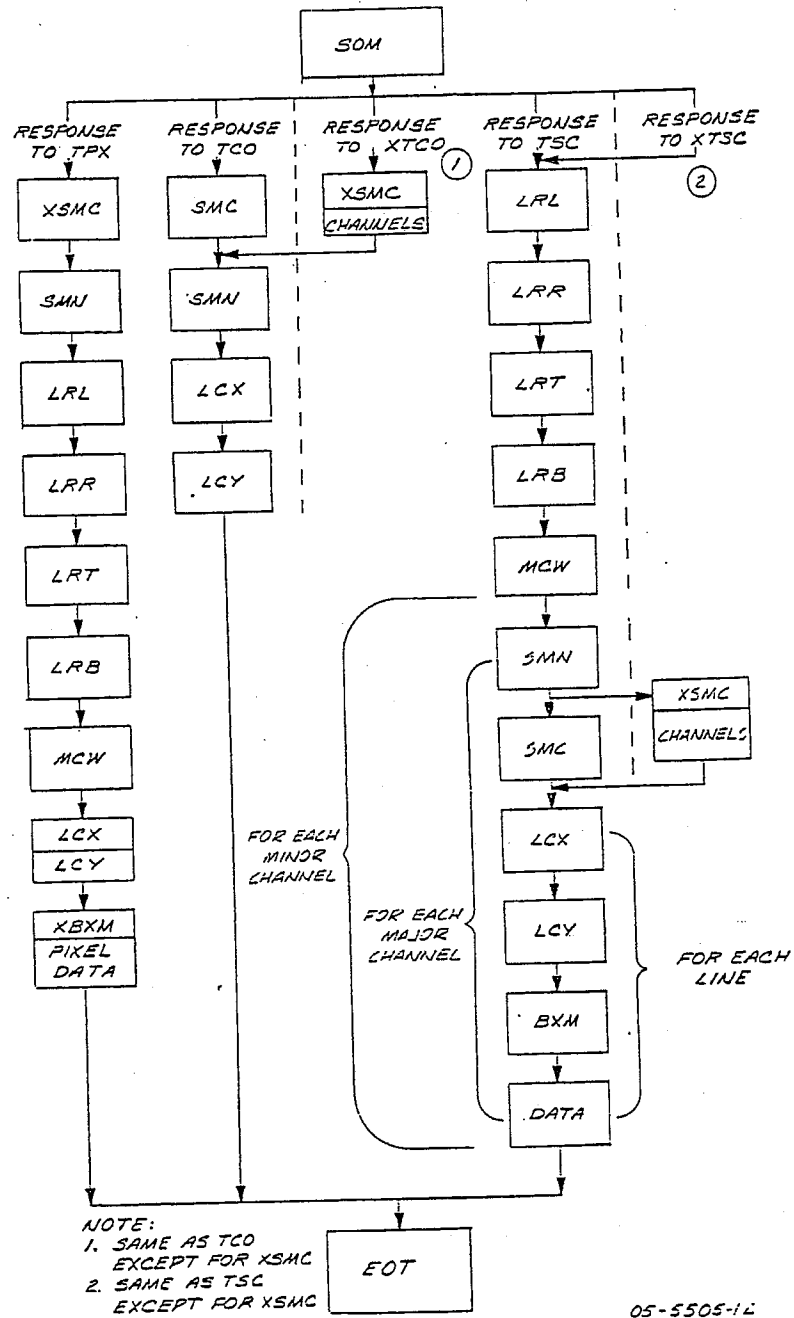 SOM
RESPONSE
TO TPX
XSMC
SMN
LRL
LRR
LRT
LRB
MCW
LCX
LCY
XBXM
PIXEL
DATA
RESPONSE
TO TCO
SMC
SMN
LCX
LCY
RESPONSE
TO XTCO
1
XSMC
CHANNELS
RESPONSE
TO TSC
LRL
LRR
LRT
LRB
MCW
SMN
SMC
LCX
LCY
BXM
DATA
RESPONSE
TO XTSC
2
XSMC
CHANNELS
FOR EACH
MINOR
CHANNEL
FOR EACH
MAJOR
CHANNEL
FOR EACH
LINE
EOT
NOTE:
1. SAME AS TCO
EXCEPT FOR XSMC
2. SAME AS TSC
EXCEPT FOR XSMC